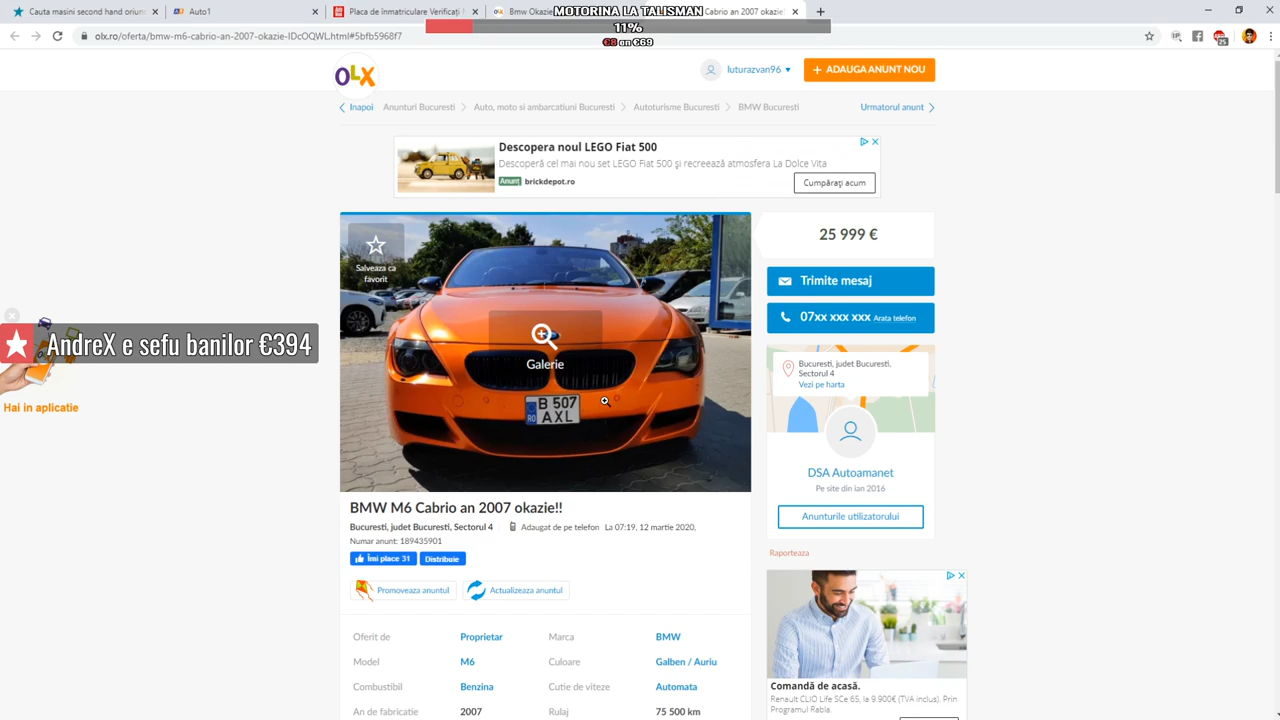 Cuta masini second hand oriun
Auto1
Placa de înmatriculare Verificați N
Bmw Okazie
Cabrio an 2007 okazie
MOTORINA LA TALISMAN
11%
€8 an €69
olx.ro/oferta/bmw-m6-cabrio-an-2007-okazie-IDcOQWL.html#5bfb5968f7
25
OLX
luturazvan96
+ ADAUGA ANUNT NOU
Inapoi
Anunturi Bucuresti
Auto, moto si ambarcatiuni Bucuresti
Autoturisme Bucuresti
BMW Bucuresti
Urmatorul anunt
Descopera noul LEGO Fiat 500
Descoperă cel mai nou set LEGO Fiat 500 și recreează atmosfera La Dolce Vita
Anunț brickdepot.ro
Cumpărați acum
Salveaza ca
favorit
Galerie
B 507
AXL
RO
25 999 €
Trimite mesaj
07xx xxx xxx Arata telefon
Bucuresti, judet Bucuresti,
Sectorul 4
Vezi pe harta
DSA Autoamanet
Pe site din ian 2016
Anunturile utilizatorului
Raporteaza
AndreX e sefu banilor €394
Hai in aplicatie
BMW M6 Cabrio an 2007 okazie!!
Bucuresti, judet Bucuresti, Sectorul 4
Adaugat de pe telefon La 07:19, 12 martie 2020,
Numar anunt: 189435901
Îmi place 31
Distribuie
Promoveaza anuntul
Actualizeaza anuntul
Oferit de Proprietar Marca BMW
Model M6 Culoare Galben / Auriu
Combustibil Benzina Cutie de viteze Automata
An de fabricatie 2007 Rulaj 75 500 km
Comandă de acasă.
Renault CLIO Life SCe 65, la 9.900€ (TVA inclus). Prin
Programul Rabla.